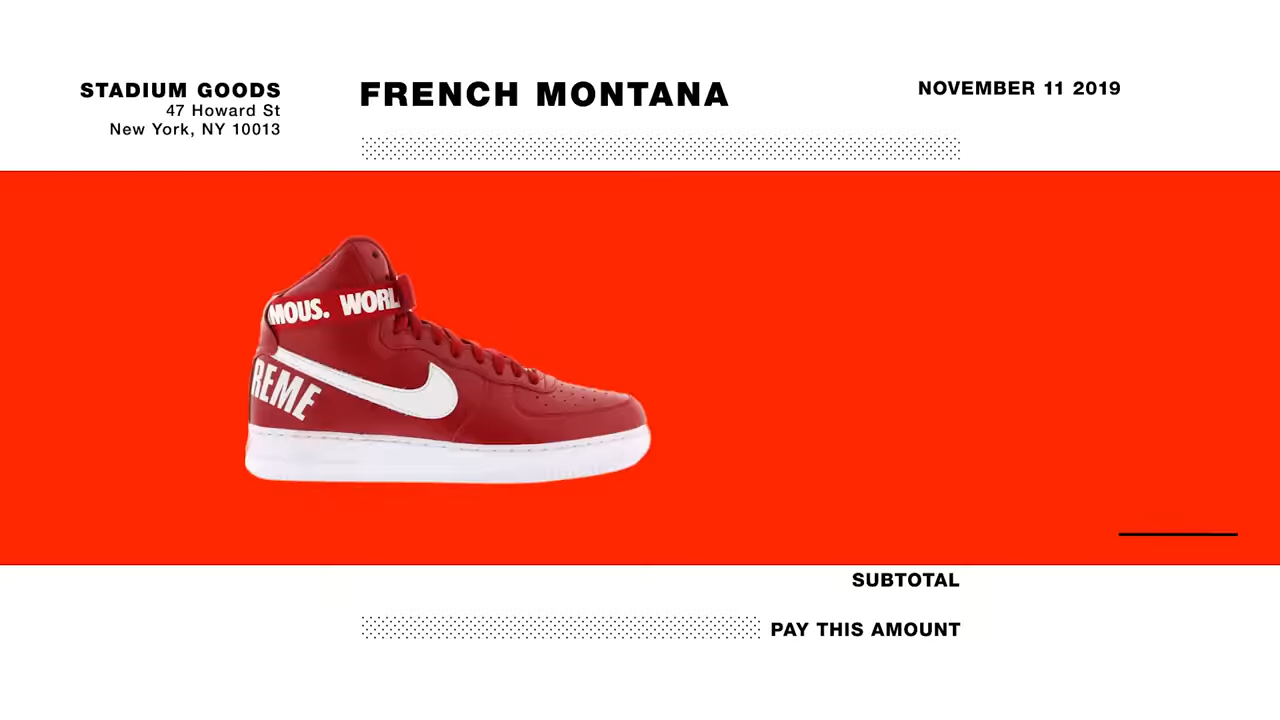 STADIUM GOODS
47 Howard St
New York, NY 10013
FRENCH MONTANA
NOVEMBER 11 2019
MOUS. WORL
REME
SUBTOTAL
PAY THIS AMOUNT